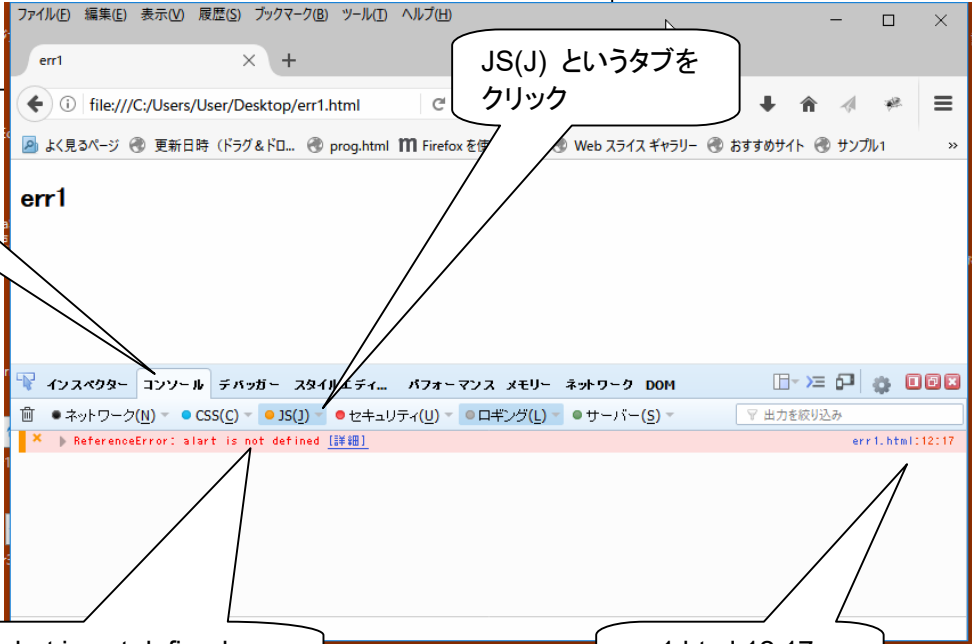 ファイル(F) 編集(E) 表示(V) 履歴(S) ブックマーク(B) ツール(T) ヘルプ(H)
err1
JS(J) というタブを
クリック
file:///C:/Users/User/Desktop/err1.html
よく見るページ 更新日時(ドラグ&ドロ... prog.html Firefox を使 Web スライス ギャラリー おすすめサイト サンプル1 »
err1
インスペクター コンソール デバッガー スタイルエディ... パフォーマンス メモリー ネットワーク DOM
ネットワーク(N) CSS(C) JS(J) セキュリティ(U) ロギング(L) サーバー(S) 出力を絞り込み
ReferenceError: alart is not defined [詳細] err1.html:12:17